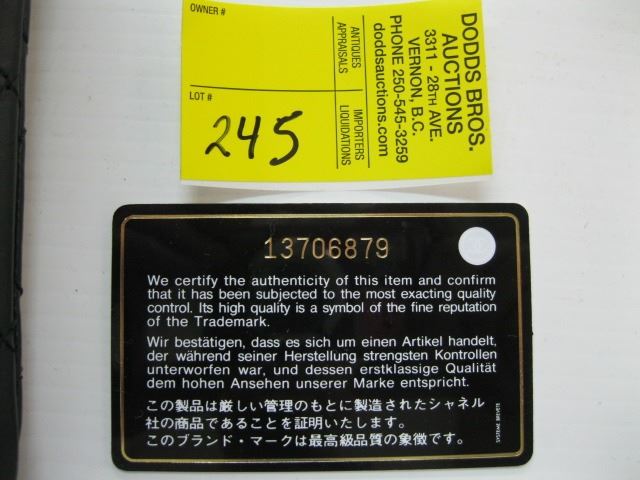 OWNER #
LOT #
245
ANTIQUES
APPRAISALS
IMPORTERS
LIQUIDATIONS
DODDS BROS.
AUCTIONS
3311 - 28TH AVE.
VERNON, B.C.
PHONE 250-545-3259
doddsauctions.com
13706879
We certify the authenticity of this item and confirm
that it has been subjected to the most exacting quality
control. Its high quality is a symbol of the fine reputation
of the Trademark.
Wir bestätigen, dass es sich um einen Artikel handelt,
der während seiner Herstellung strengsten Kontrollen
unterworfen war, und dessen erstklassige Qualität
dem hohen Ansehen unserer Marke entspricht.
この製品は厳しい管理のもとに製造されたシャネル
社の商品であることを証明いたします。
このブランド・マークは最高級品質の象徴です。